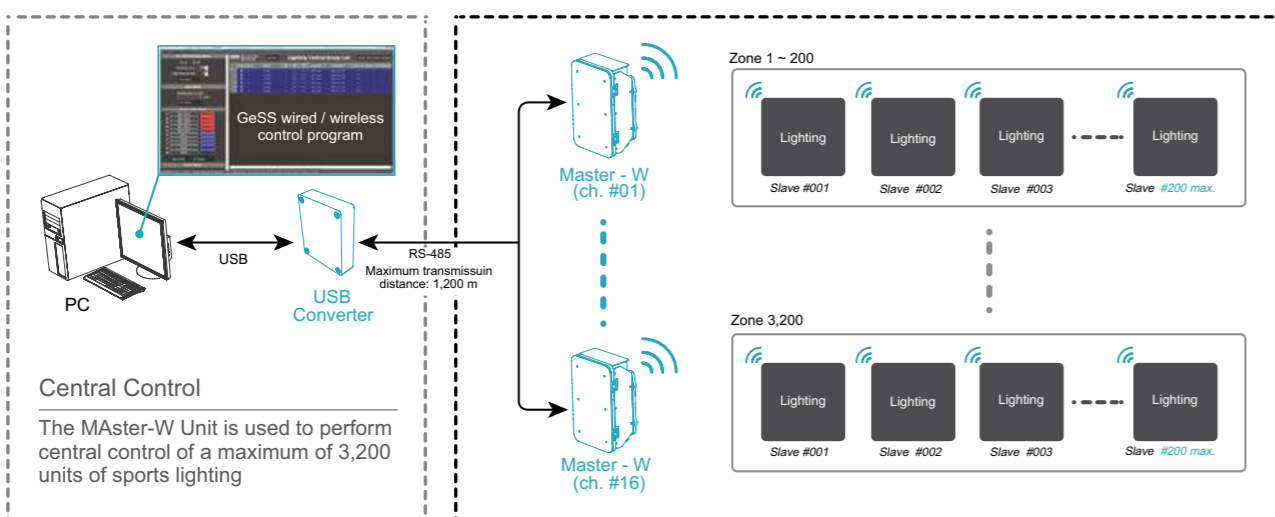 GeSS wired / wireless
control program
PC
USB
USB
Converter
RS-485
Maximum transmissuin
distance: 1,200 m
Central Control
The MAster-W Unit is used to perform
central control of a maximum of 3,200
units of sports lighting
Master - W
(ch. #01)
Master - W
(ch. #16)
Zone 1 ~ 200
Lighting
Lighting
Lighting
Lighting
Slave #001
Slave #002
Slave #003
Slave #200 max.
Zone 3,200
Lighting
Lighting
Lighting
Lighting
Slave #001
Slave #002
Slave #003
Slave #200 max.